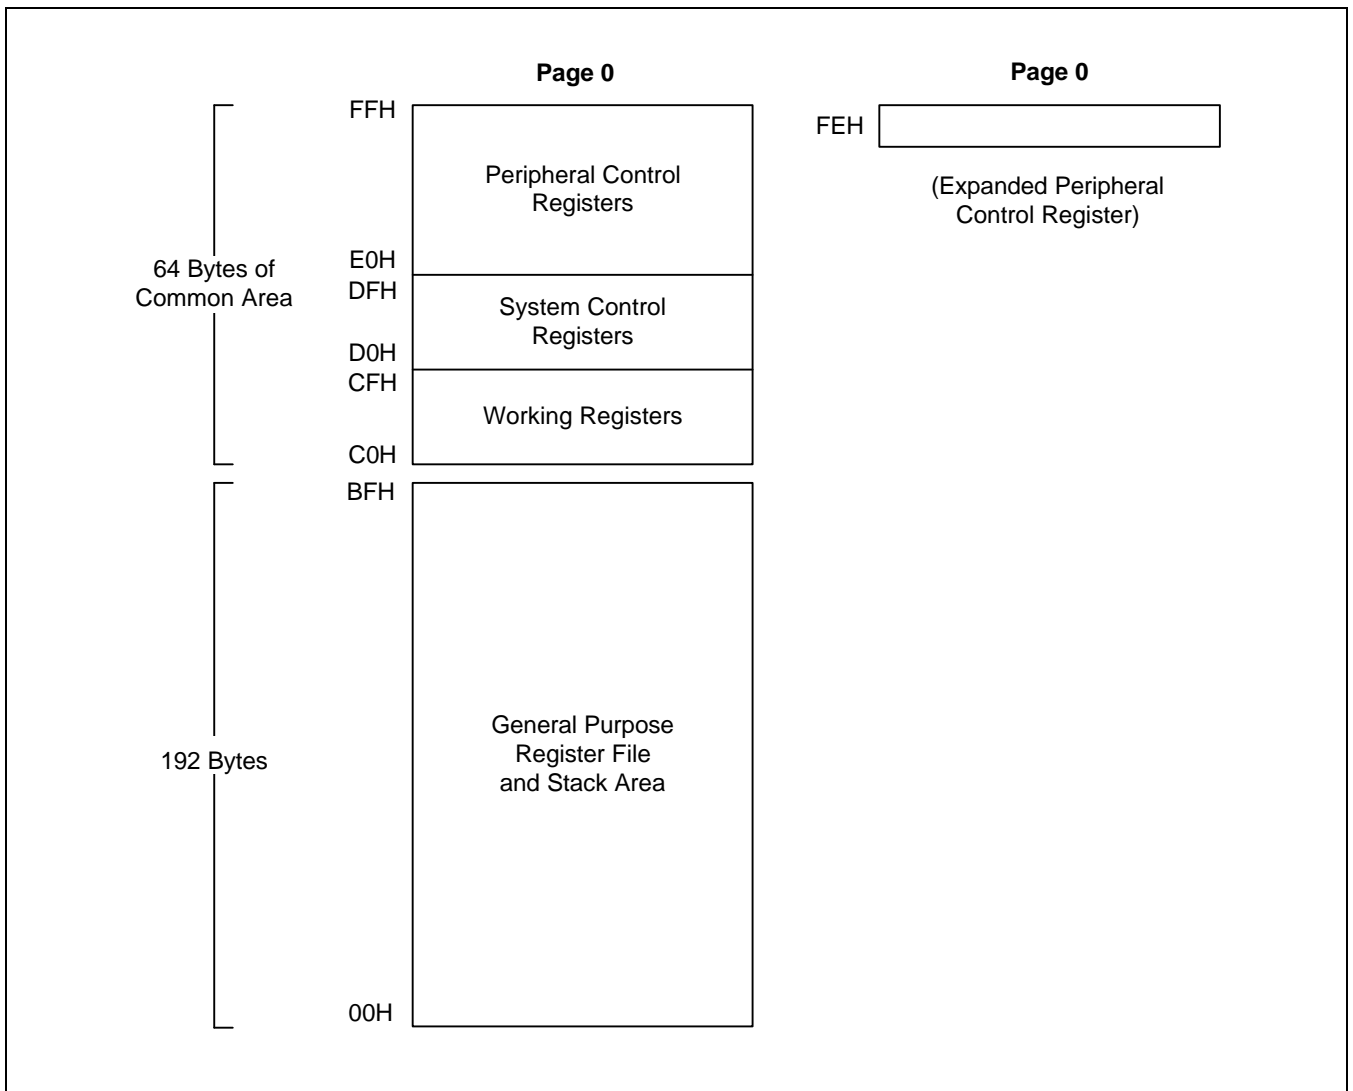 Page 0
Page 0
FFH
FEH
Peripheral Control
Registers
(Expanded Peripheral
Control Register)
E0H
64 Bytes of
Common Area
DFH
System Control
Registers
D0H
CFH
Working Registers
C0H
BFH
General Purpose
Register File
and Stack Area
192 Bytes
00H